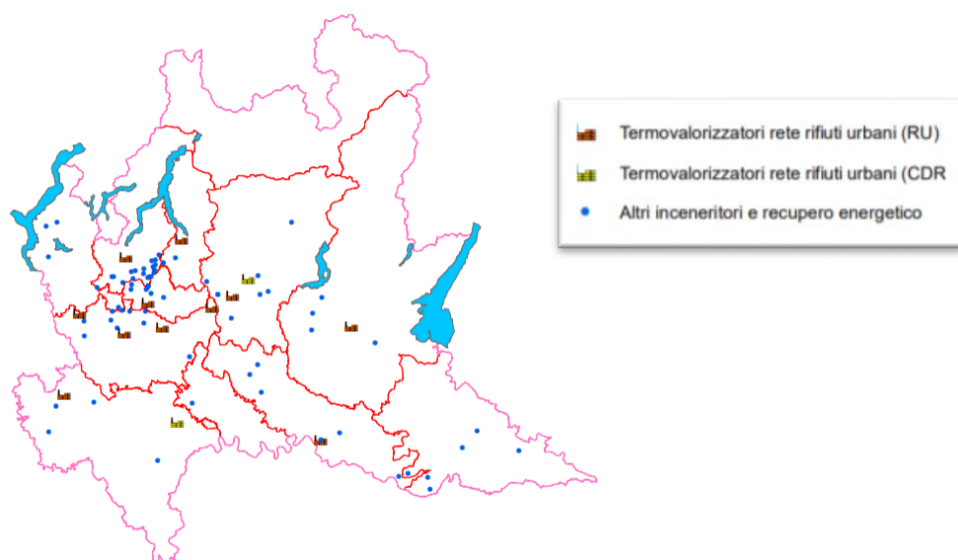 Termovalorizzatori rete rifiuti urbani (RU)
Termovalorizzatori rete rifiuti urbani (CDR
Altri inceneritori e recupero energetico